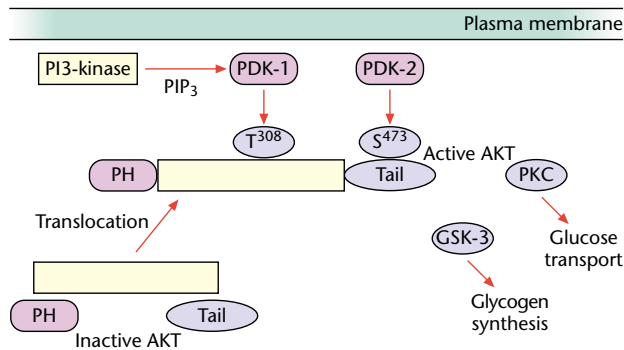 Plasma membrane
PI3-kinase
PIP₃
PDK-1
PDK-2
T³⁰⁸
S⁴⁷³
Active AKT
PH
Tail
PKC
Translocation
GSK-3
Glucose
transport
PH
Tail
Inactive AKT
Glycogen
synthesis